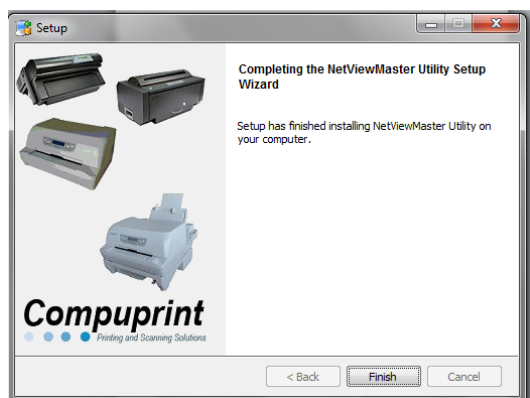 Setup
Completing the NetViewMaster Utility Setup
Wizard
Setup has finished installing NetViewMaster Utility on
your computer.
Compuprint
Printing and Scanning Solutions
< Back
Finish
Cancel